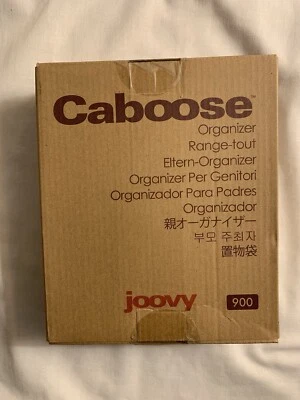 Caboose™
Organizer
Range-tout
Eltern-Organizer
Organizer Per Genitori
Organizador Para Padres
Organizador
親オーガナイザー
부모 주최자
置物袋
joovy 900